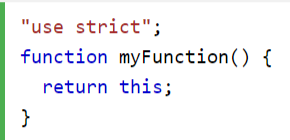 "use strict";
function myFunction() {
  return this;
}